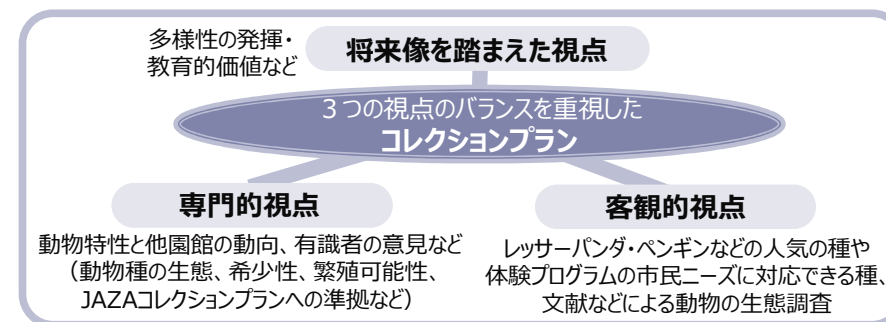 多様性の発揮・
教育的価値など
将来像を踏まえた視点
３つの視点のバランスを重視した
コレクションプラン
専門的視点
動物特性と他園館の動向、有識者の意見など
（動物種の生態、希少性、繁殖可能性、
JAZAコレクションプランへの準拠など）
客観的視点
レッサーパンダ・ペンギンなどの人気の種や
体験プログラムの市民ニーズに対応できる種、
文献などによる動物の生態調査